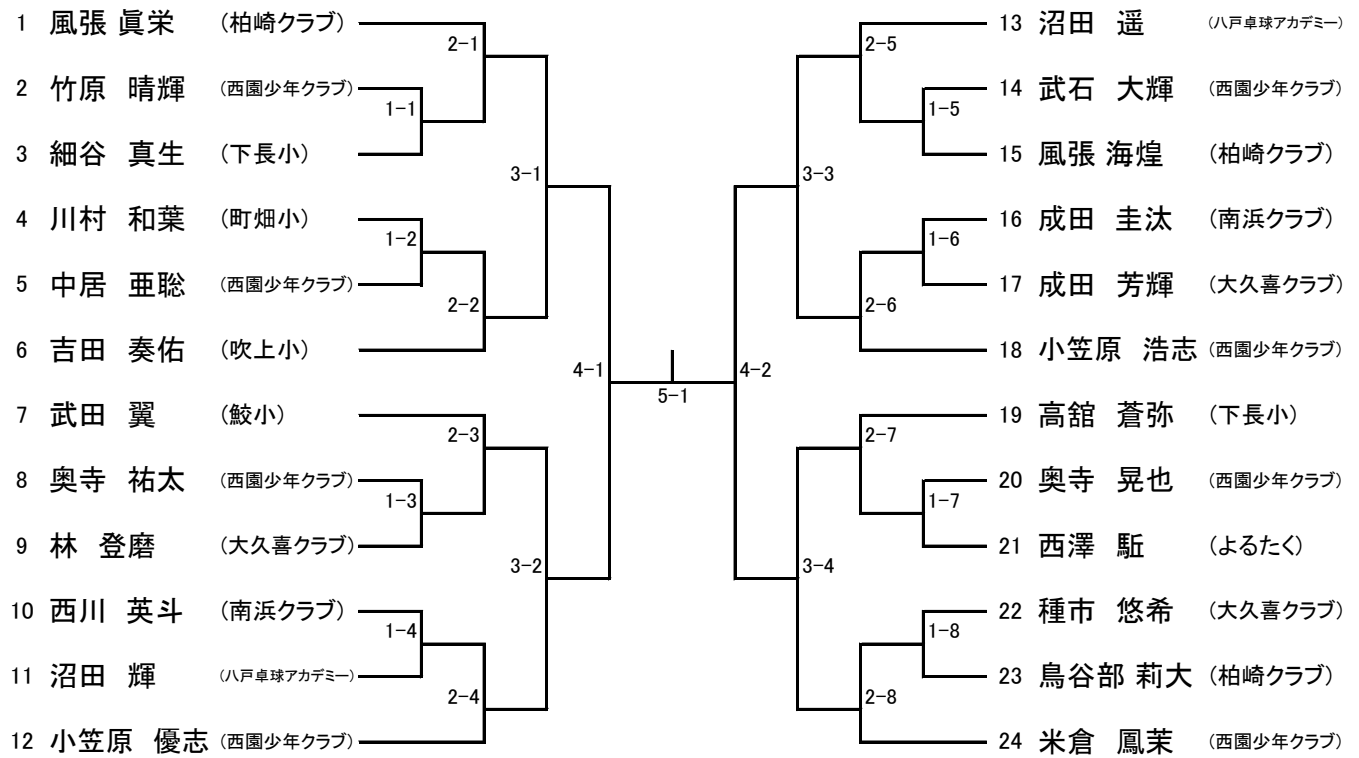 1 風張 眞栄 (柏崎クラブ)
2 竹原 晴輝 (西園少年クラブ)
3 細谷 真生 (下長小)
4 川村 和葉 (町畑小)
5 中居 亜聡 (西園少年クラブ)
6 吉田 奏佑 (吹上小)
7 武田 翼 (鮫小)
8 奥寺 祐太 (西園少年クラブ)
9 林 登磨 (大久喜クラブ)
10 西川 英斗 (南浜クラブ)
11 沼田 輝 (八戸卓球アカデミー)
12 小笠原 優志 (西園少年クラブ)
2-1
1-1
3-1
1-2
2-2
4-1
2-3
1-3
3-2
1-4
2-4
5-1
13 沼田 遥 (八戸卓球アカデミー)
14 武石 大輝 (西園少年クラブ)
15 風張 海煌 (柏崎クラブ)
16 成田 圭汰 (南浜クラブ)
17 成田 芳輝 (大久喜クラブ)
18 小笠原 浩志 (西園少年クラブ)
19 高舘 蒼弥 (下長小)
20 奥寺 晃也 (西園少年クラブ)
21 西澤 駈 (よるたく)
22 種市 悠希 (大久喜クラブ)
23 鳥谷部 莉大 (柏崎クラブ)
24 米倉 鳳茉 (西園少年クラブ)
2-5
1-5
3-3
1-6
2-6
4-2
2-7
1-7
3-4
1-8
2-8